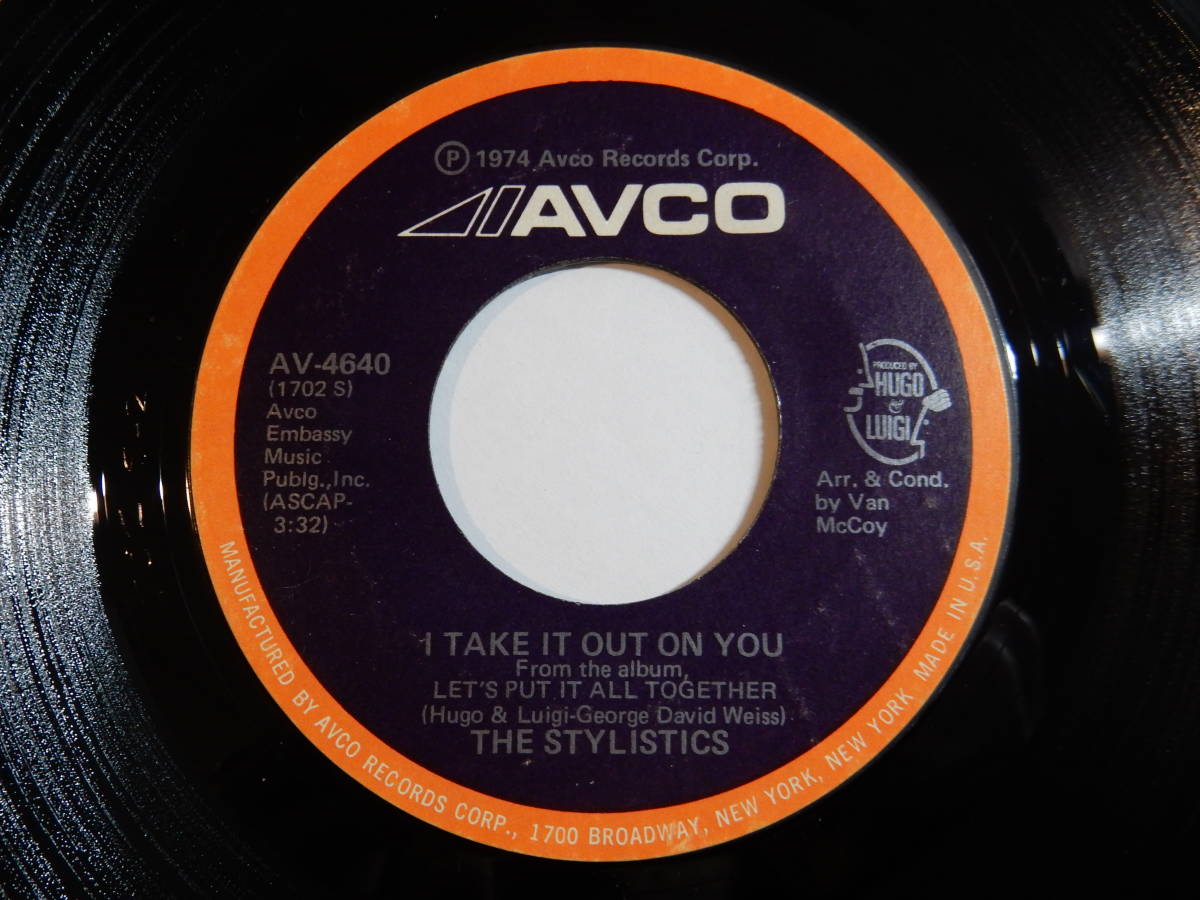 Ⓟ 1974 Avco Records Corp.
AVCO
AV-4640
(1702 S)
Avco
Embassy
Music
Publg.,Inc.
(ASCAP-
3:32)
PRODUCED BY
HUGO
&
LUIGI
Arr. & Cond.
by Van
McCoy
I TAKE IT OUT ON YOU
From the album,
LET'S PUT IT ALL TOGETHER
(Hugo & Luigi-George David Weiss)
THE STYLISTICS
MANUFACTURED BY AVCO RECORDS CORP., 1700 BROADWAY, NEW YORK, NEW YORK MADE IN U.S.A.